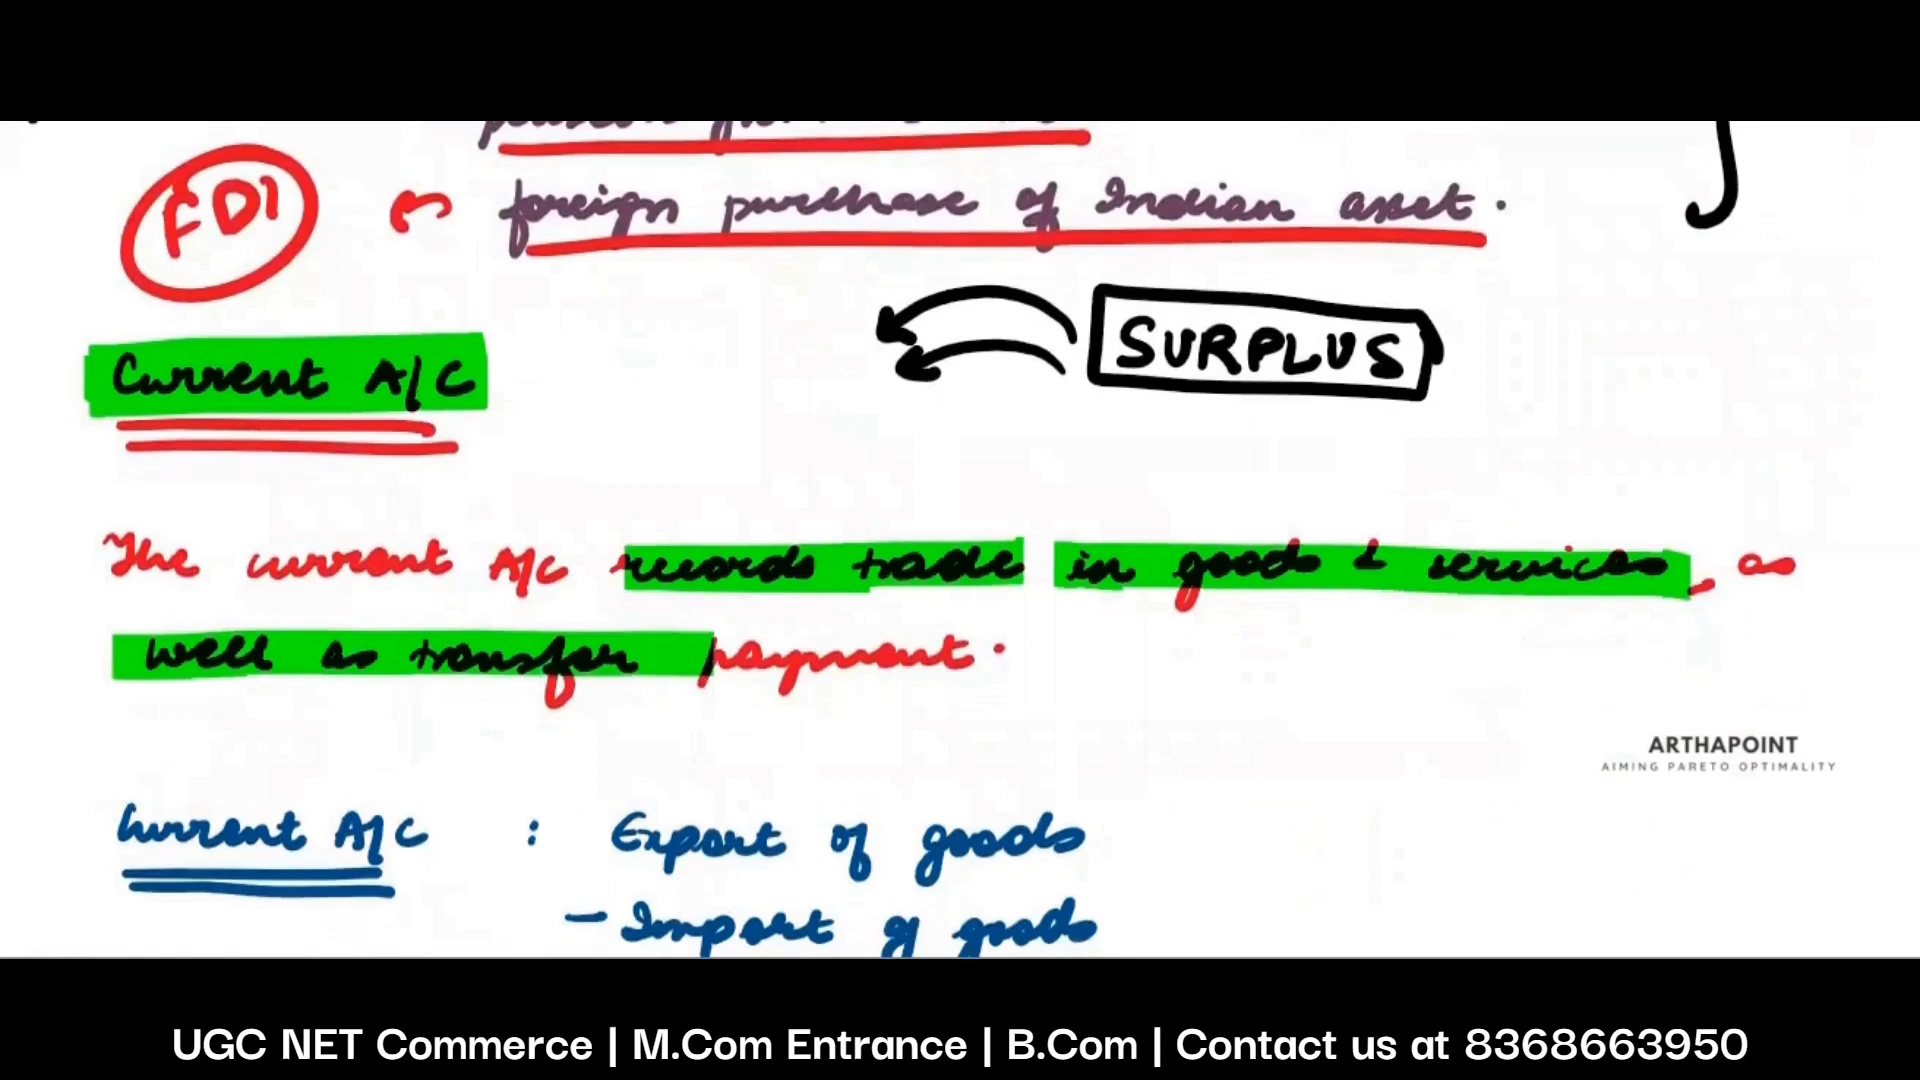 FDI foreign purchase of Indian asset.
SURPLUS
Current A/C
The current A/c records trade in goods & services, as
well as transfer payment.
ARTHAPOINT
AIMING PARETO OPTIMALITY
Current A/C : Export of goods
- Import of goods
UGC NET Commerce | M.Com Entrance | B.Com | Contact us at 8368663950